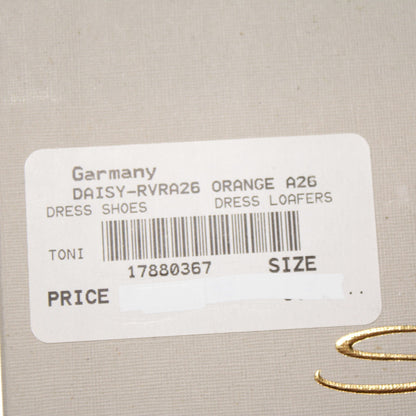 Garmany
DAISY-RVRA26 ORANGE A26
DRESS SHOES DRESS LOAFERS
TONI
17880367 SIZE
PRICE